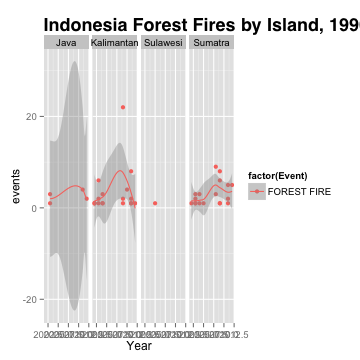 Indonesia Forest Fires by Island, 199
Java Kalimantan Sulawesi Sumatra
20
0
-20
events
Year
factor(Event)
FOREST FIRE